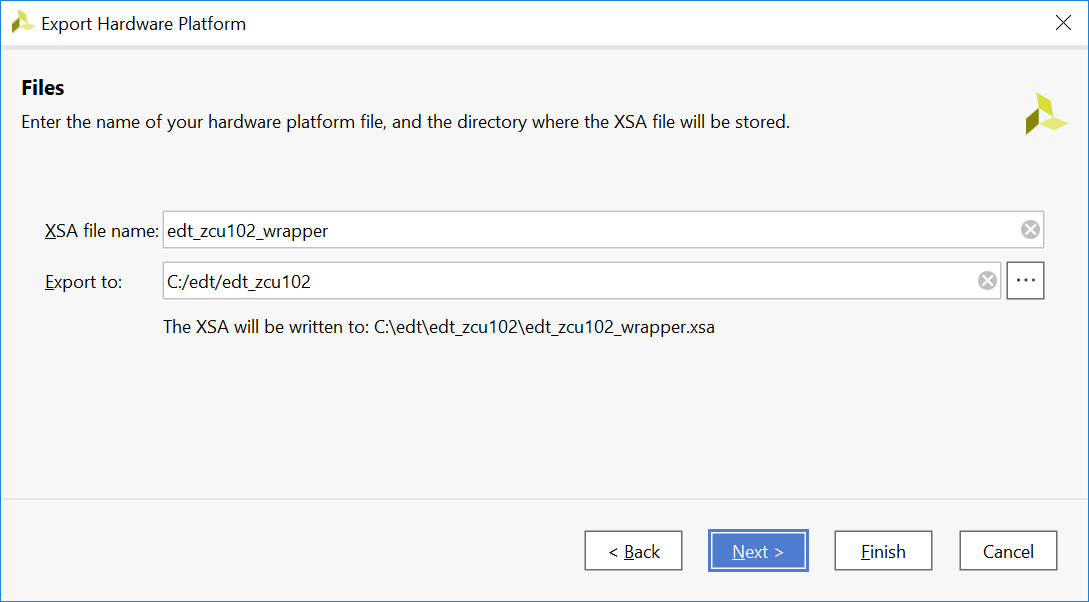 Export Hardware Platform
Files
Enter the name of your hardware platform file, and the directory where the XSA file will be stored.
XSA file name: edt_zcu102_wrapper
Export to: C:/edt/edt_zcu102 ...
The XSA will be written to: C:\edt\edt_zcu102\edt_zcu102_wrapper.xsa
< Back Next > Finish Cancel